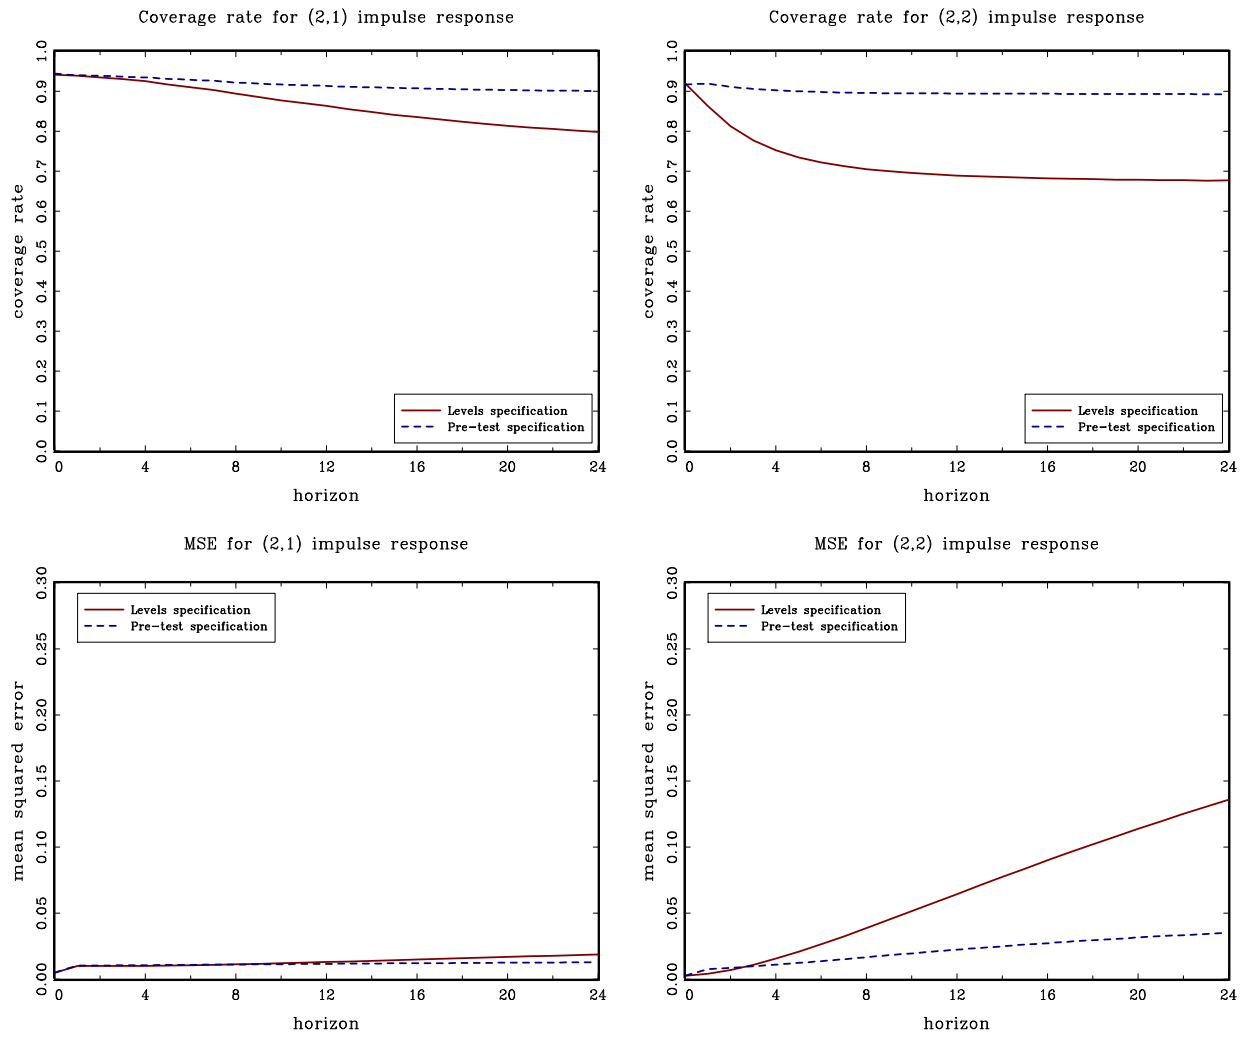 Coverage rate for (2,1) impulse response
coverage rate
1.0
0.9
0.8
0.7
0.6
0.5
0.4
0.3
0.2
0.1
0.0
Levels specification
Pre-test specification
0 4 8 12 16 20 24
horizon
Coverage rate for (2,2) impulse response
coverage rate
1.0
0.9
0.8
0.7
0.6
0.5
0.4
0.3
0.2
0.1
0.0
Levels specification
Pre-test specification
0 4 8 12 16 20 24
horizon
MSE for (2,1) impulse response
mean squared error
0.30
0.25
0.20
0.15
0.10
0.05
0.00
Levels specification
Pre-test specification
0 4 8 12 16 20 24
horizon
MSE for (2,2) impulse response
mean squared error
0.30
0.25
0.20
0.15
0.10
0.05
0.00
Levels specification
Pre-test specification
0 4 8 12 16 20 24
horizon